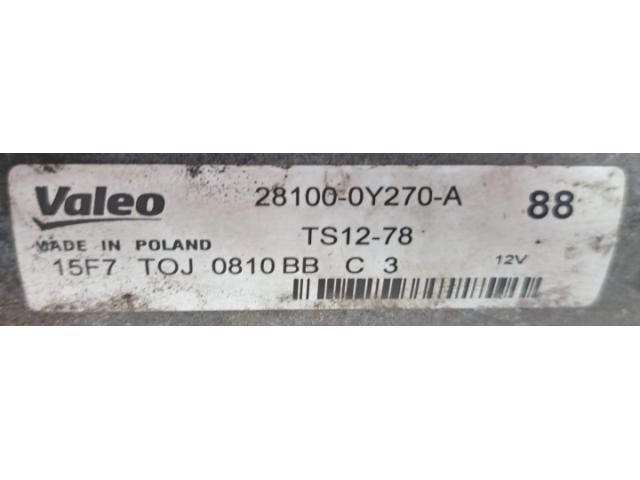 Valeo 28100-0Y270-A 88
MADE IN POLAND TS12-78
15F7 TOJ 0810 BB C 3 12V